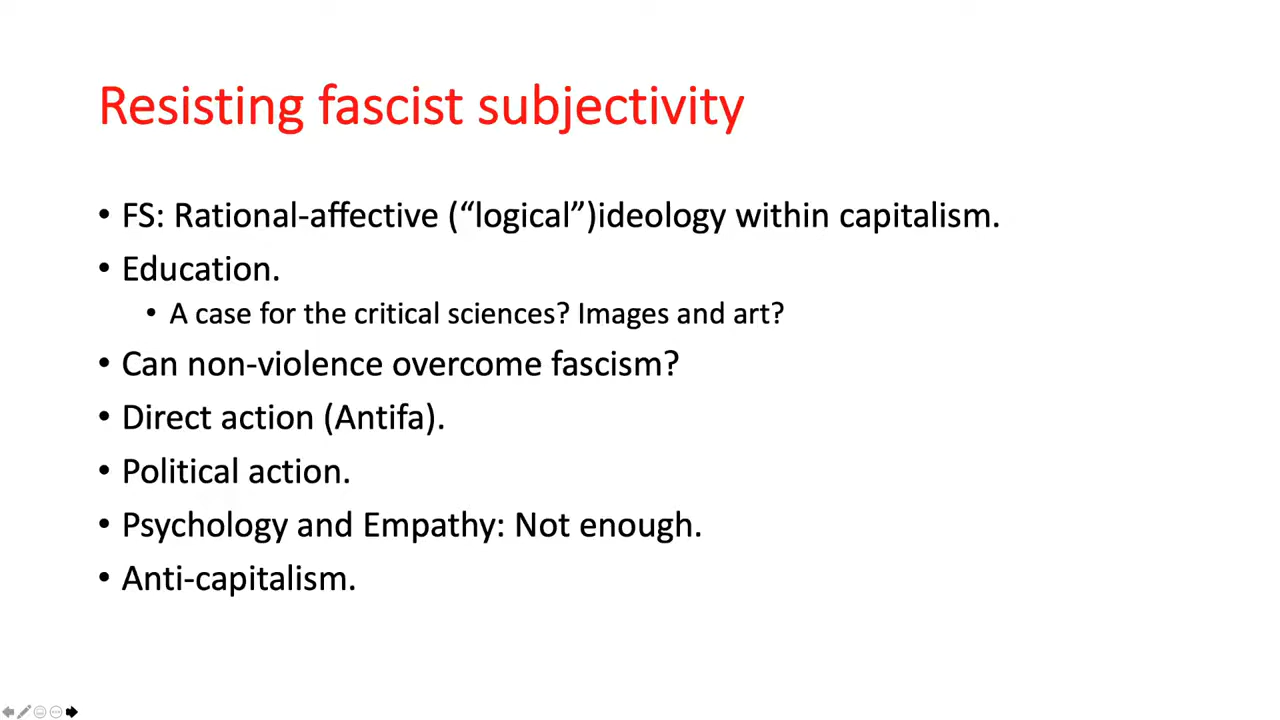 Resisting fascist subjectivity
• FS: Rational-affective (“logical”)ideology within capitalism.
• Education.
• A case for the critical sciences? Images and art?
• Can non-violence overcome fascism?
• Direct action (Antifa).
• Political action.
• Psychology and Empathy: Not enough.
• Anti-capitalism.